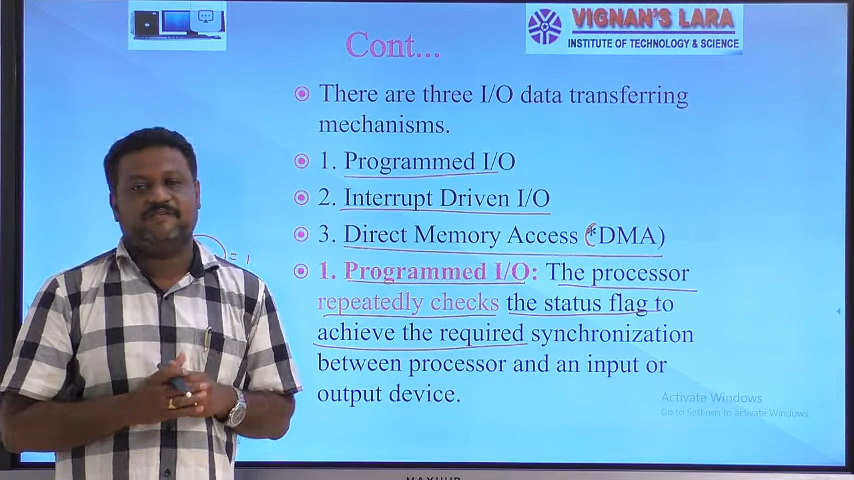 VIGNAN'S LARA
INSTITUTE OF TECHNOLOGY & SCIENCE
Cont...
There are three I/O data transferring
mechanisms.
1. Programmed I/O
2. Interrupt Driven I/O
3. Direct Memory Access (*DMA)
1. Programmed I/O: The processor
repeatedly checks the status flag to
achieve the required synchronization
between processor and an input or
output device.
= 1
Activate Windows
Go to Settings to activate Windows.
MAXHUB